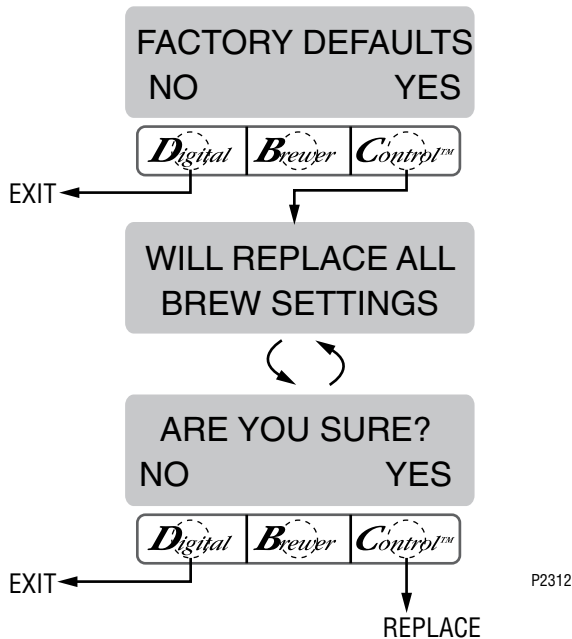 FACTORY DEFAULTS
NO YES
Digital Brewer Control™
EXIT
WILL REPLACE ALL
BREW SETTINGS
ARE YOU SURE?
NO YES
Digital Brewer Control™
EXIT
P2312
REPLACE